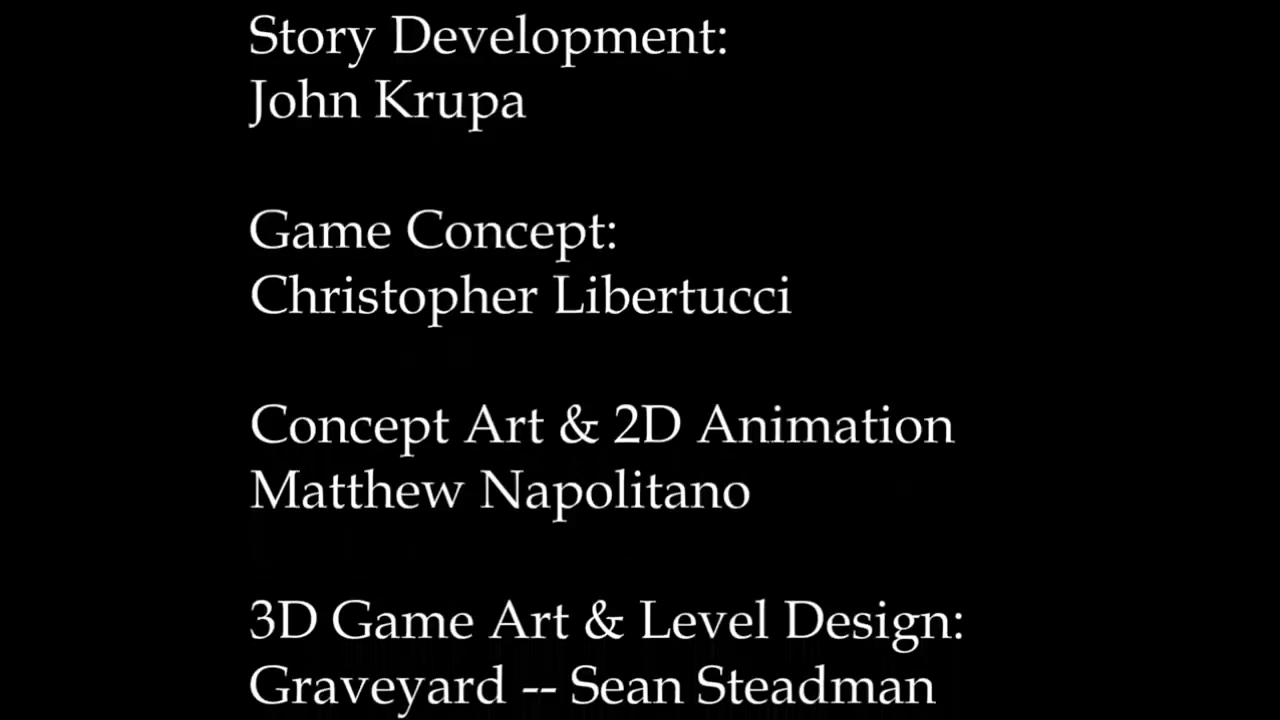 Story Development:
John Krupa
Game Concept:
Christopher Libertucci
Concept Art & 2D Animation
Matthew Napolitano
3D Game Art & Level Design:
Graveyard -- Sean Steadman